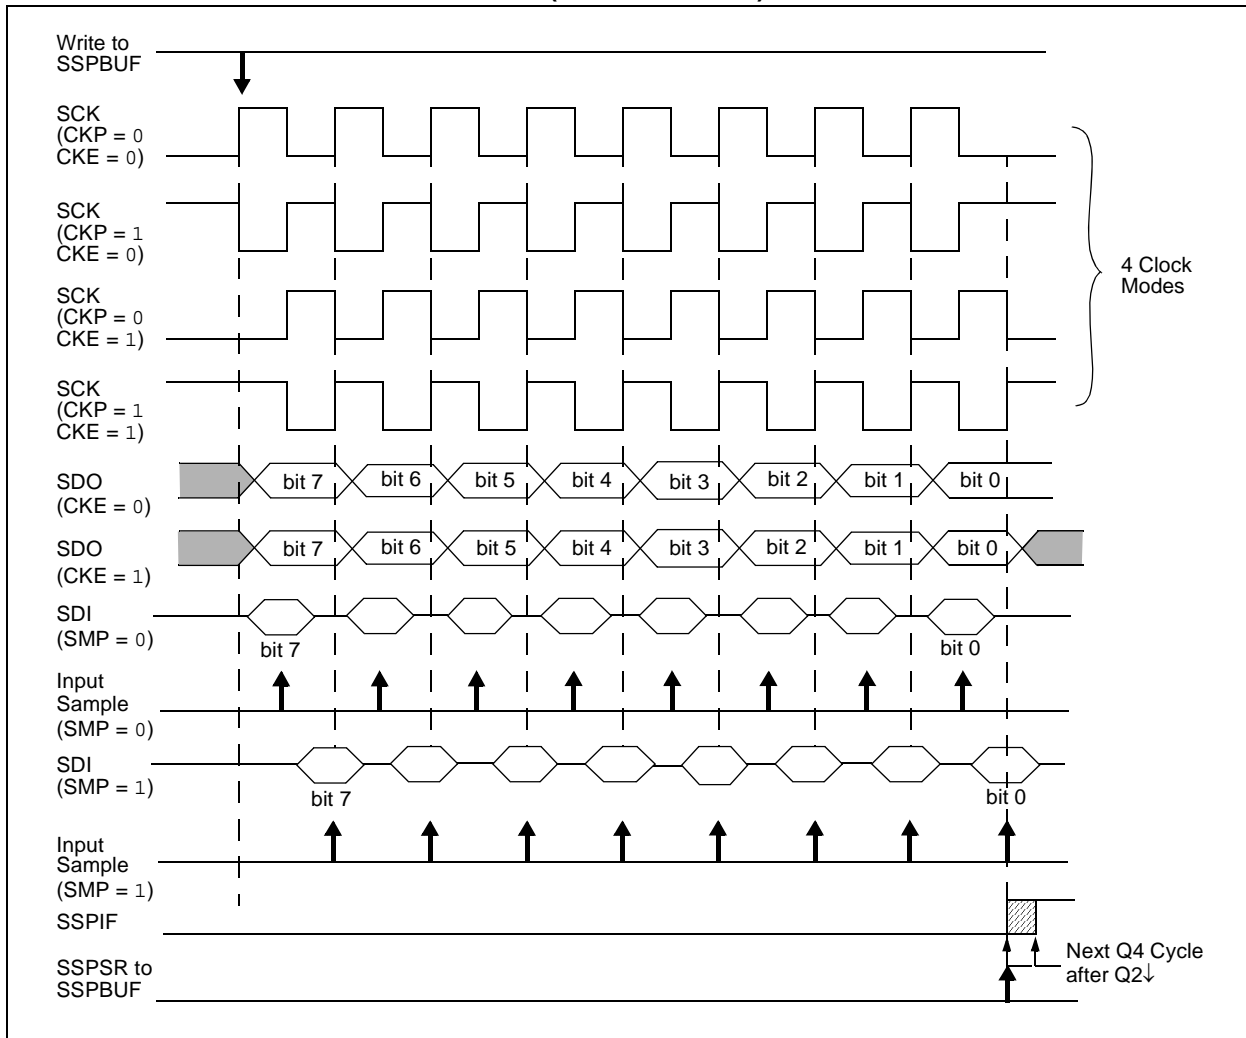 Write to
SSPBUF
SCK
(CKP = 0
CKE = 0)
SCK
(CKP = 1
CKE = 0)
SCK
(CKP = 0
CKE = 1)
SCK
(CKP = 1
CKE = 1)
4 Clock
Modes
SDO
(CKE = 0)
bit 7 bit 6 bit 5 bit 4 bit 3 bit 2 bit 1 bit 0
SDO
(CKE = 1)
bit 7 bit 6 bit 5 bit 4 bit 3 bit 2 bit 1 bit 0
SDI
(SMP = 0)
bit 7 bit 0
Input
Sample
(SMP = 0)
SDI
(SMP = 1)
bit 7 bit 0
Input
Sample
(SMP = 1)
SSPIF
Next Q4 Cycle
after Q2↓
SSPSR to
SSPBUF